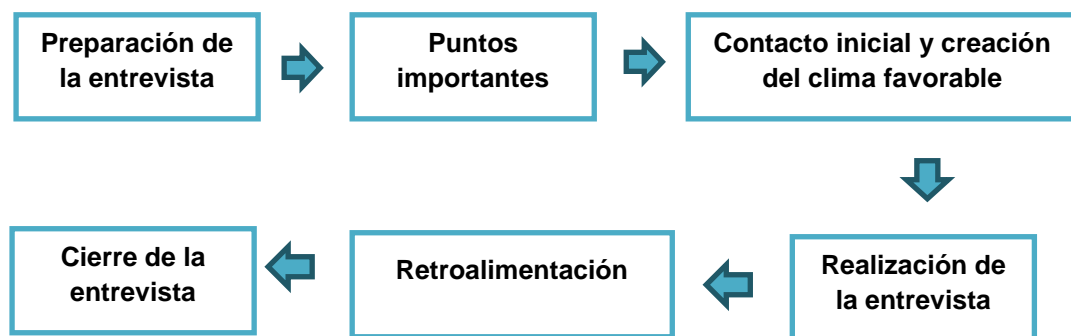 Preparación de
la entrevista
Puntos
importantes
Contacto inicial y creación
del clima favorable
Realización de
la entrevista
Retroalimentación
Cierre de la
entrevista